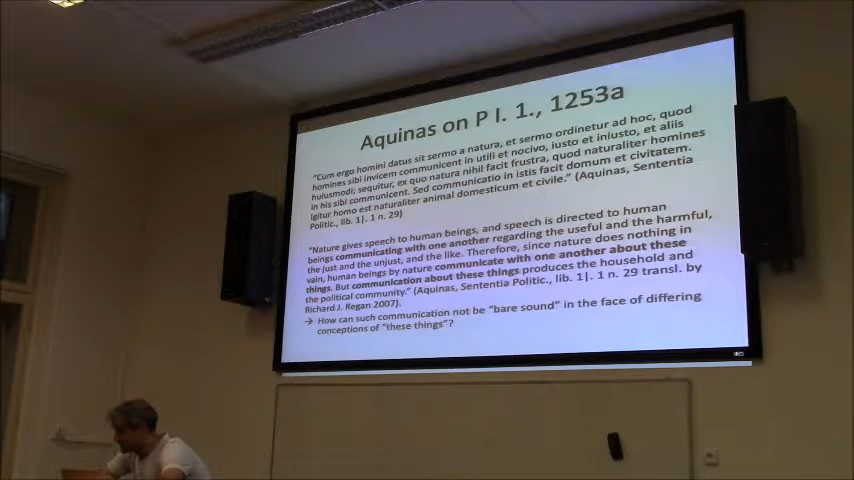 Aquinas on P I. 1., 1253a
"Cum ergo homini datus sit sermo a natura, et sermo ordinetur ad hoc, quod
homines sibi invicem communicent in utili et nocivo, iusto et iniusto, et aliis
huiusmodi; sequitur, ex quo natura nihil facit frustra, quod naturaliter homines
in his sibi communicent. Sed communicatio in istis facit domum et civitatem.
Igitur homo est naturaliter animal domesticum et civile." (Aquinas, Sententia
Politic., lib. 1|. 1 n. 29)
"Nature gives speech to human beings, and speech is directed to human
beings communicating with one another regarding the useful and the harmful,
the just and the unjust, and the like. Therefore, since nature does nothing in
vain, human beings by nature communicate with one another about these
things. But communication about these things produces the household and
the political community." (Aquinas, Sententia Politic., lib. 1|. 1 n. 29 transl. by
Richard J. Regan 2007).
→ How can such communication not be "bare sound" in the face of differing
conceptions of "these things"?